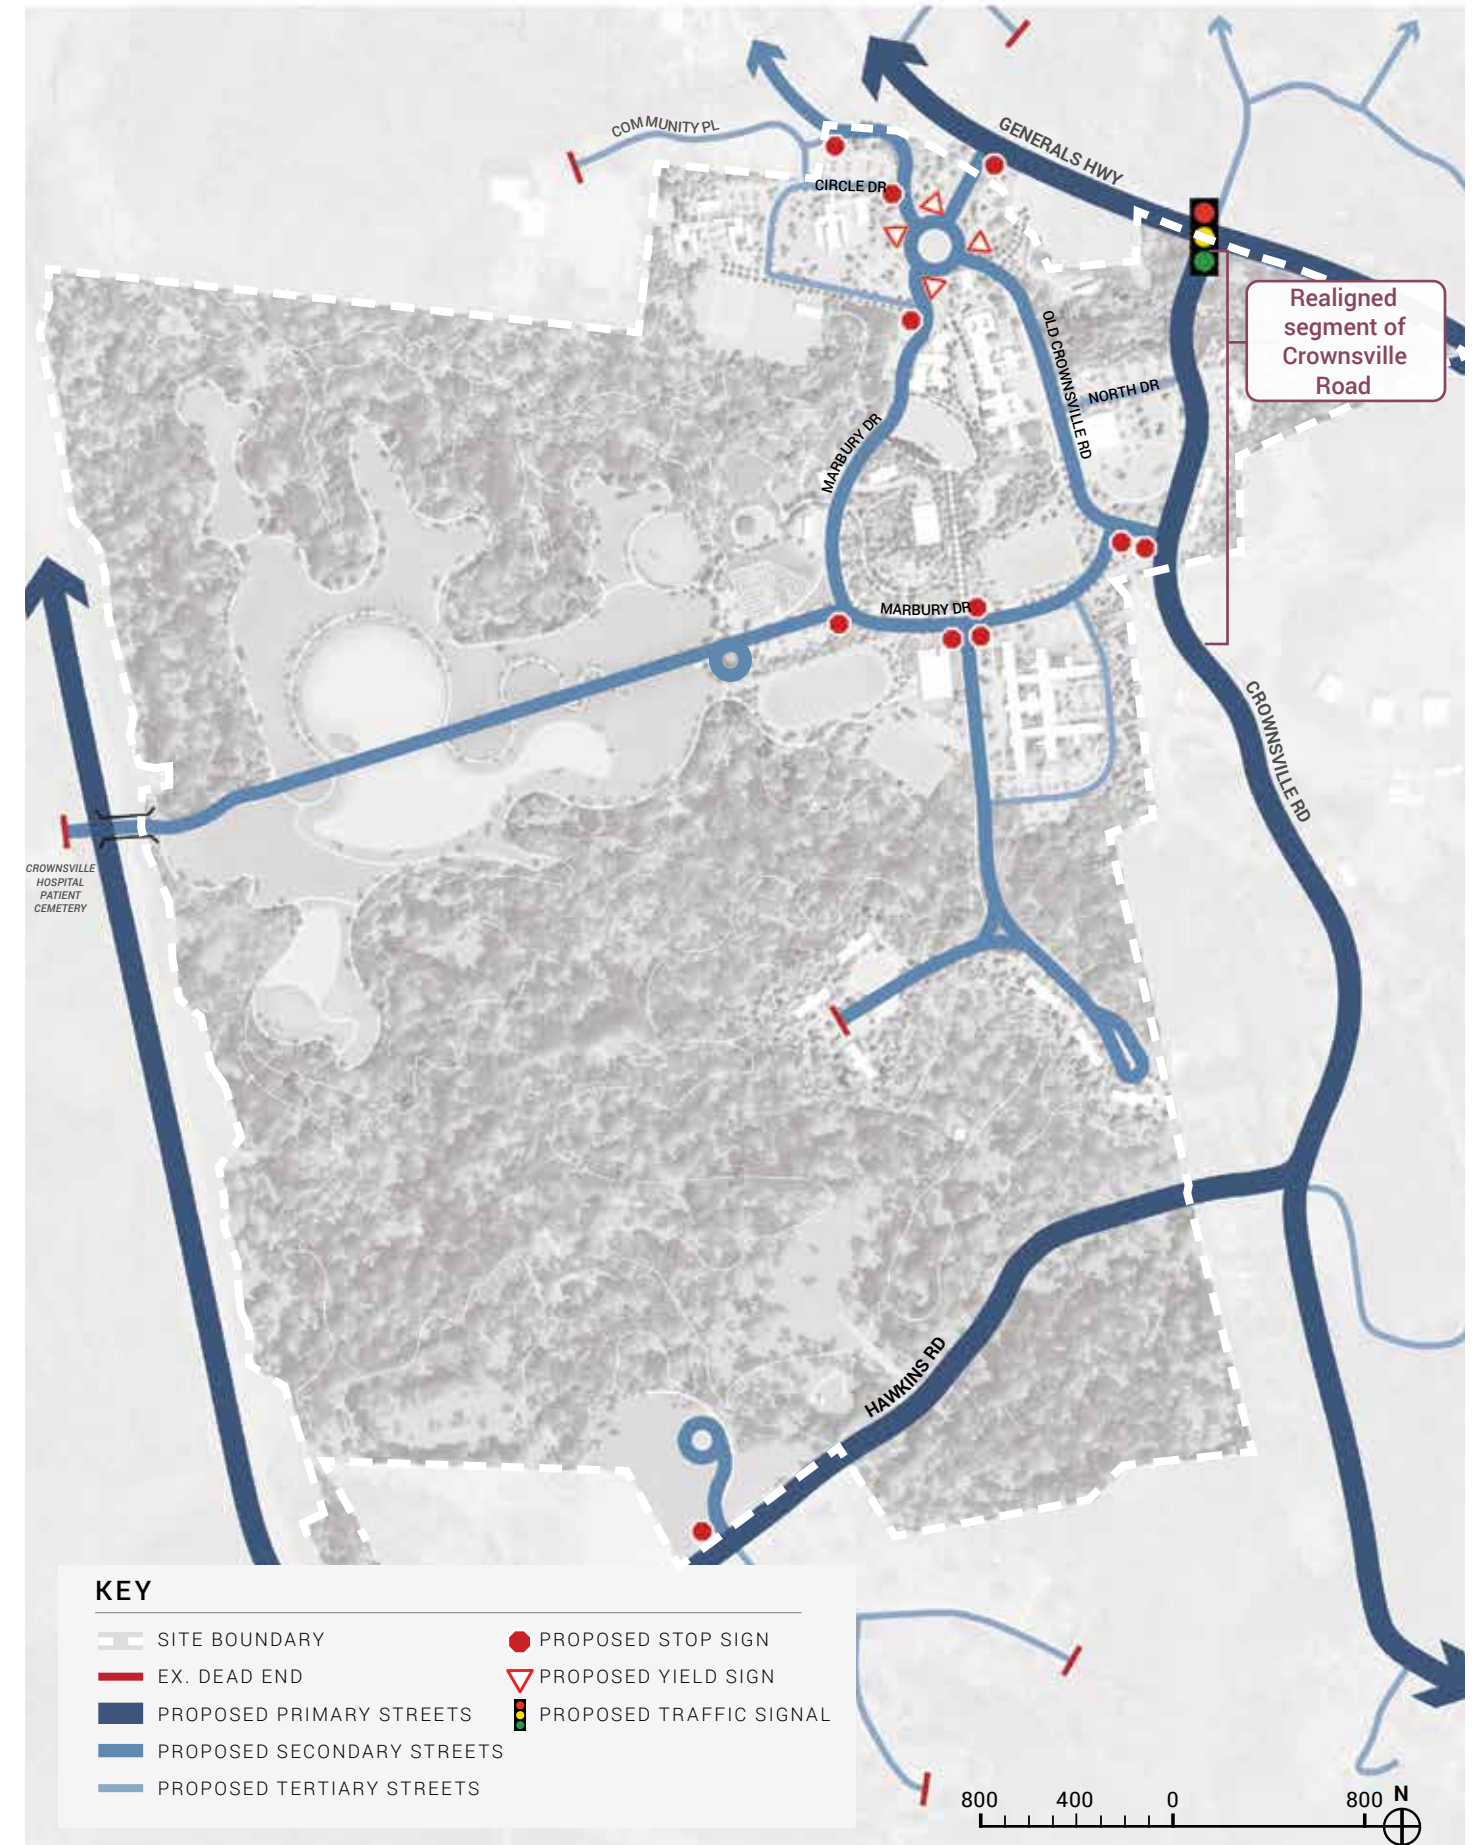 COMMUNITY PL
GENERALS HWY
CIRCLE DR
Realigned
segment of
Crownsville
Road
OLD CROWNSVILLE RD
NORTH DR
MARBURY DR
MARBURY DR
CROWNSVILLE RD
CROWNSVILLE
HOSPITAL
PATIENT
CEMETERY
HAWKINS RD
KEY
SITE BOUNDARY
EX. DEAD END
PROPOSED PRIMARY STREETS
PROPOSED SECONDARY STREETS
PROPOSED TERTIARY STREETS
PROPOSED STOP SIGN
PROPOSED YIELD SIGN
PROPOSED TRAFFIC SIGNAL
800 400 0 800 N